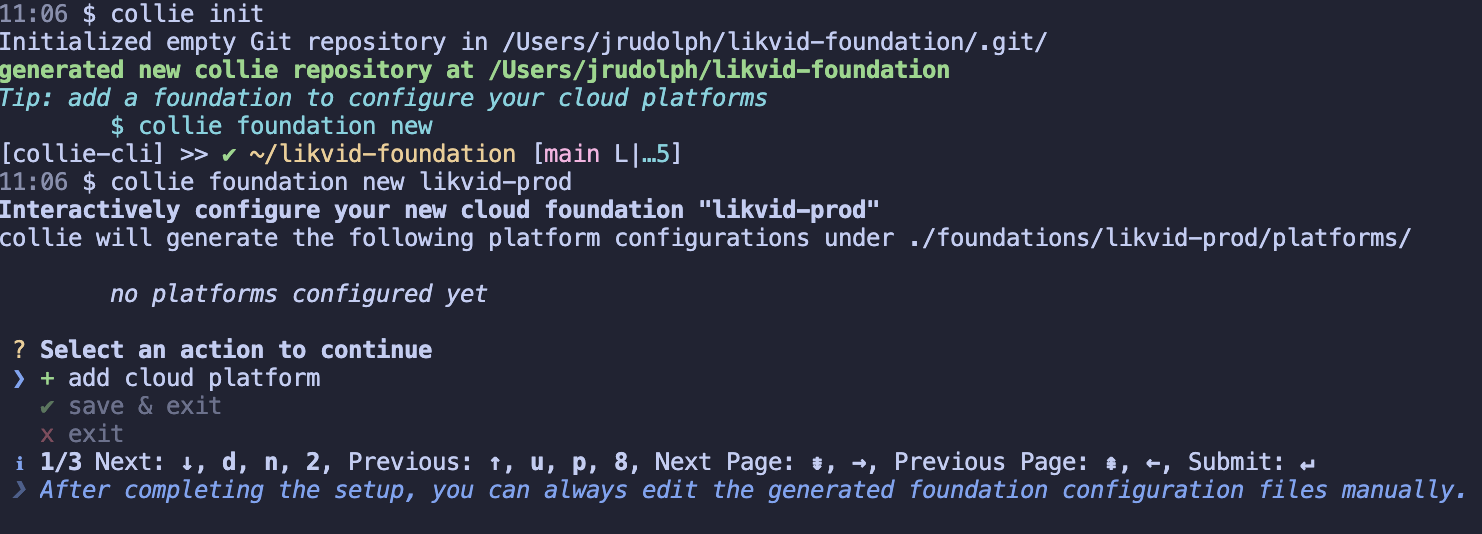 11:06 $ collie init
Initialized empty Git repository in /Users/jrudolph/likvid-foundation/.git/
generated new collie repository at /Users/jrudolph/likvid-foundation
Tip: add a foundation to configure your cloud platforms
        $ collie foundation new
[collie-cli] >> ✔ ~/likvid-foundation [main L|…5]
11:06 $ collie foundation new likvid-prod
Interactively configure your new cloud foundation "likvid-prod"
collie will generate the following platform configurations under ./foundations/likvid-prod/platforms/
        no platforms configured yet
 ? Select an action to continue
 ❯ + add cloud platform
   ✔ save & exit
   x exit
 ℹ 1/3 Next: ↓, d, n, 2, Previous: ↑, u, p, 8, Next Page: ⇟, →, Previous Page: ⇞, ←, Submit: ↵
 ❯ After completing the setup, you can always edit the generated foundation configuration files manually.